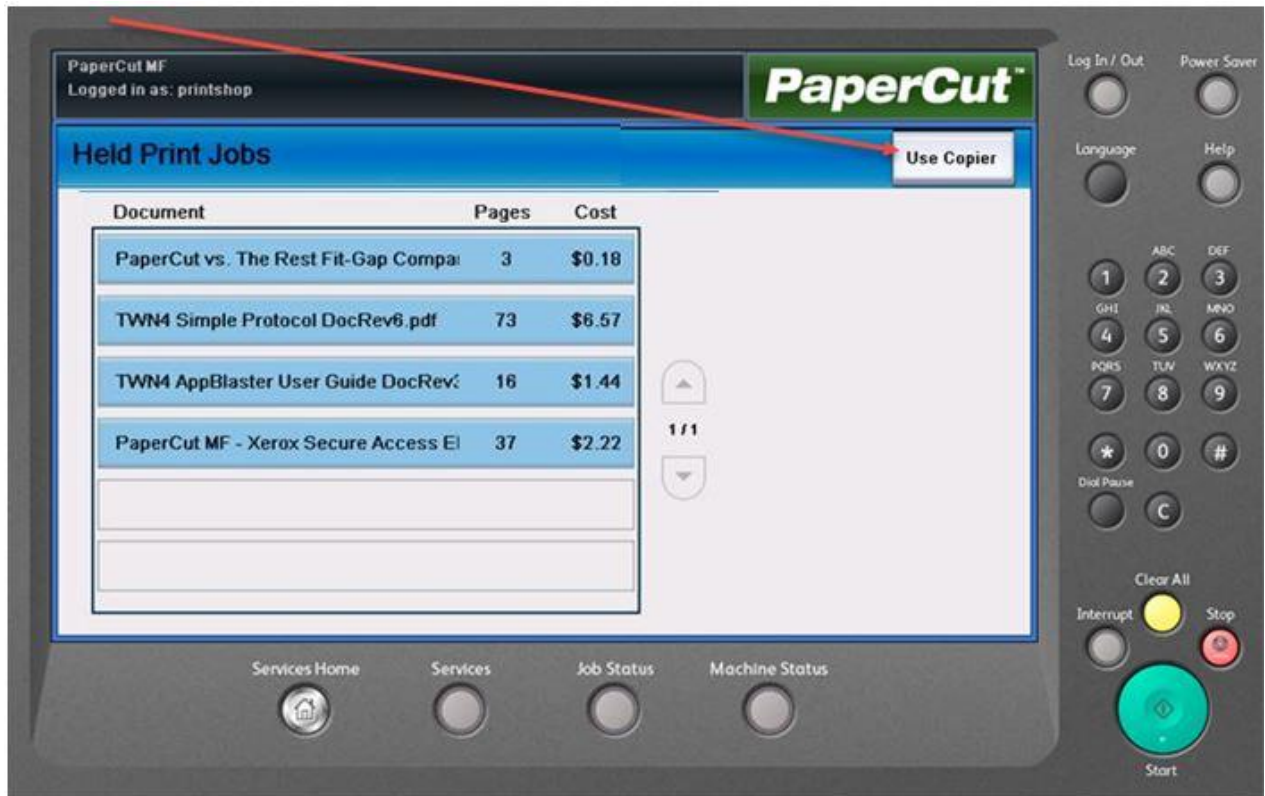 PaperCut MF
Logged in as: printshop
PaperCut™
Held Print Jobs
Use Copier
Document Pages Cost
PaperCut vs. The Rest Fit-Gap Compa 3 $0.18
TWN4 Simple Protocol DocRev6.pdf 73 $6.57
TWN4 AppBlaster User Guide DocRev 16 $1.44
PaperCut MF - Xerox Secure Access El 37 $2.22
1 / 1
Services Home Services Job Status Machine Status
Log In / Out Power Saver
Language Help
ABC DEF
1 2 3
GHI JKL MNO
4 5 6
PQRS TUV WXYZ
7 8 9
* 0 #
Dial Pause
C
Clear All
Interrupt Stop
Start